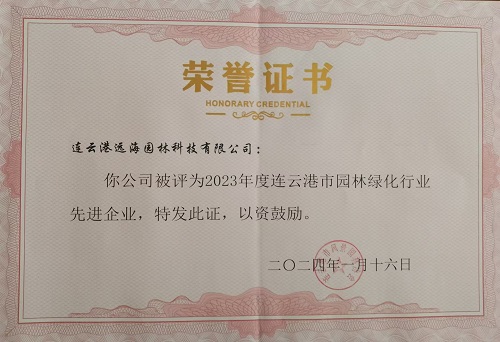 荣誉证书
HONORARY CREDENTIAL
连云港远海园林科技有限公司：
你公司被评为2023年度连云港市园林绿化行业
先进企业，特发此证，以资鼓励。
二〇二四年一月十六日